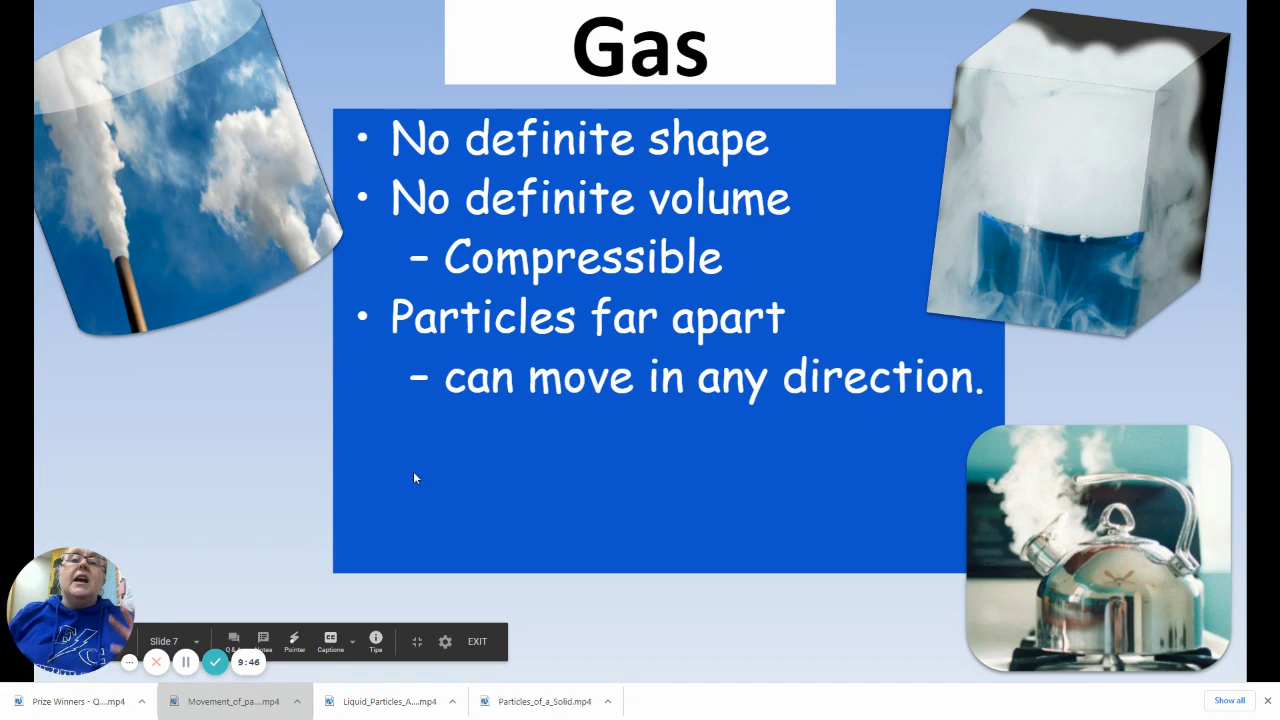 Gas
• No definite shape
• No definite volume
– Compressible
• Particles far apart
– can move in any direction.
Slide 7
Notes
Pointer
Captions
Tips
EXIT
9:46
Prize Winners - Q....mp4
Movement_of_pa....mp4
Liquid_Particles_A....mp4
Particles_of_a_Solid.mp4
Show all